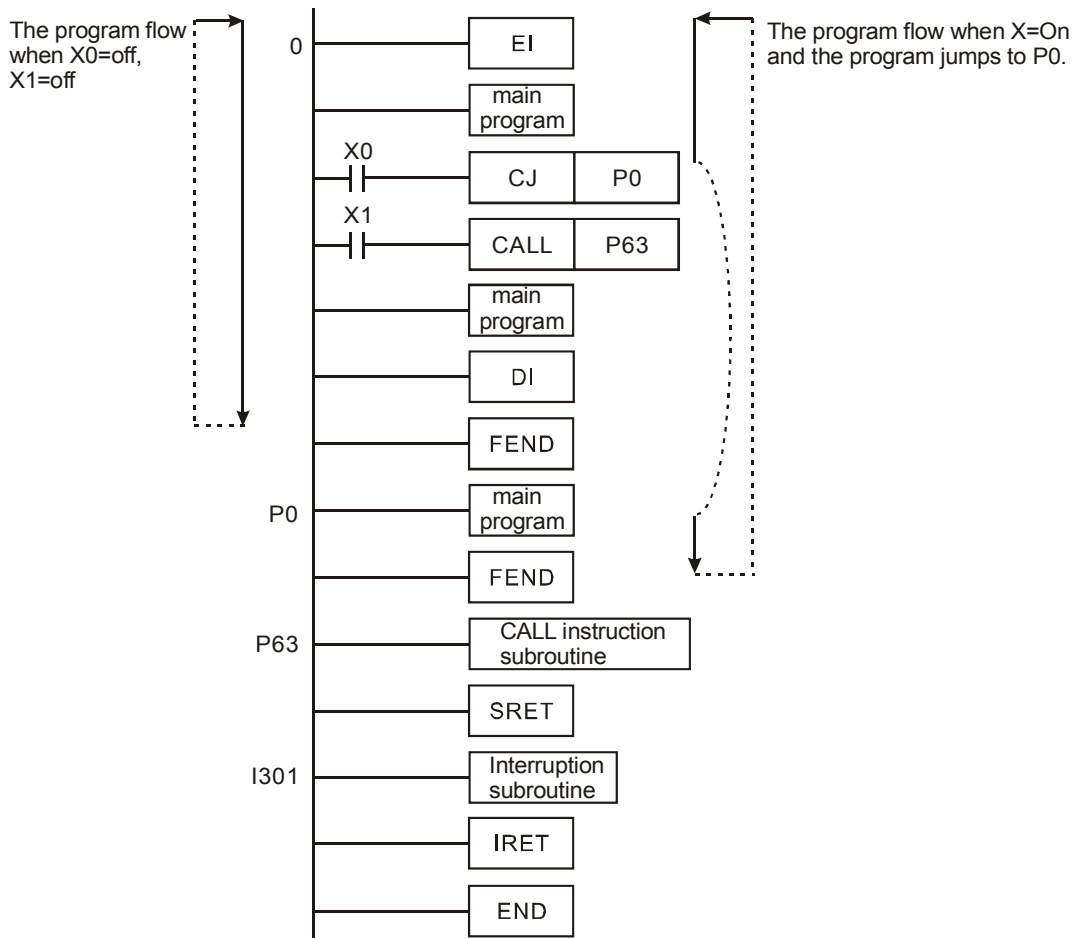 The program flow
when X0=off,
X1=off
The program flow when X=On
and the program jumps to P0.
0
EI
main
program
X0
CJ
P0
X1
CALL
P63
main
program
DI
FEND
P0
main
program
FEND
P63
CALL instruction
subroutine
SRET
I301
Interruption
subroutine
IRET
END